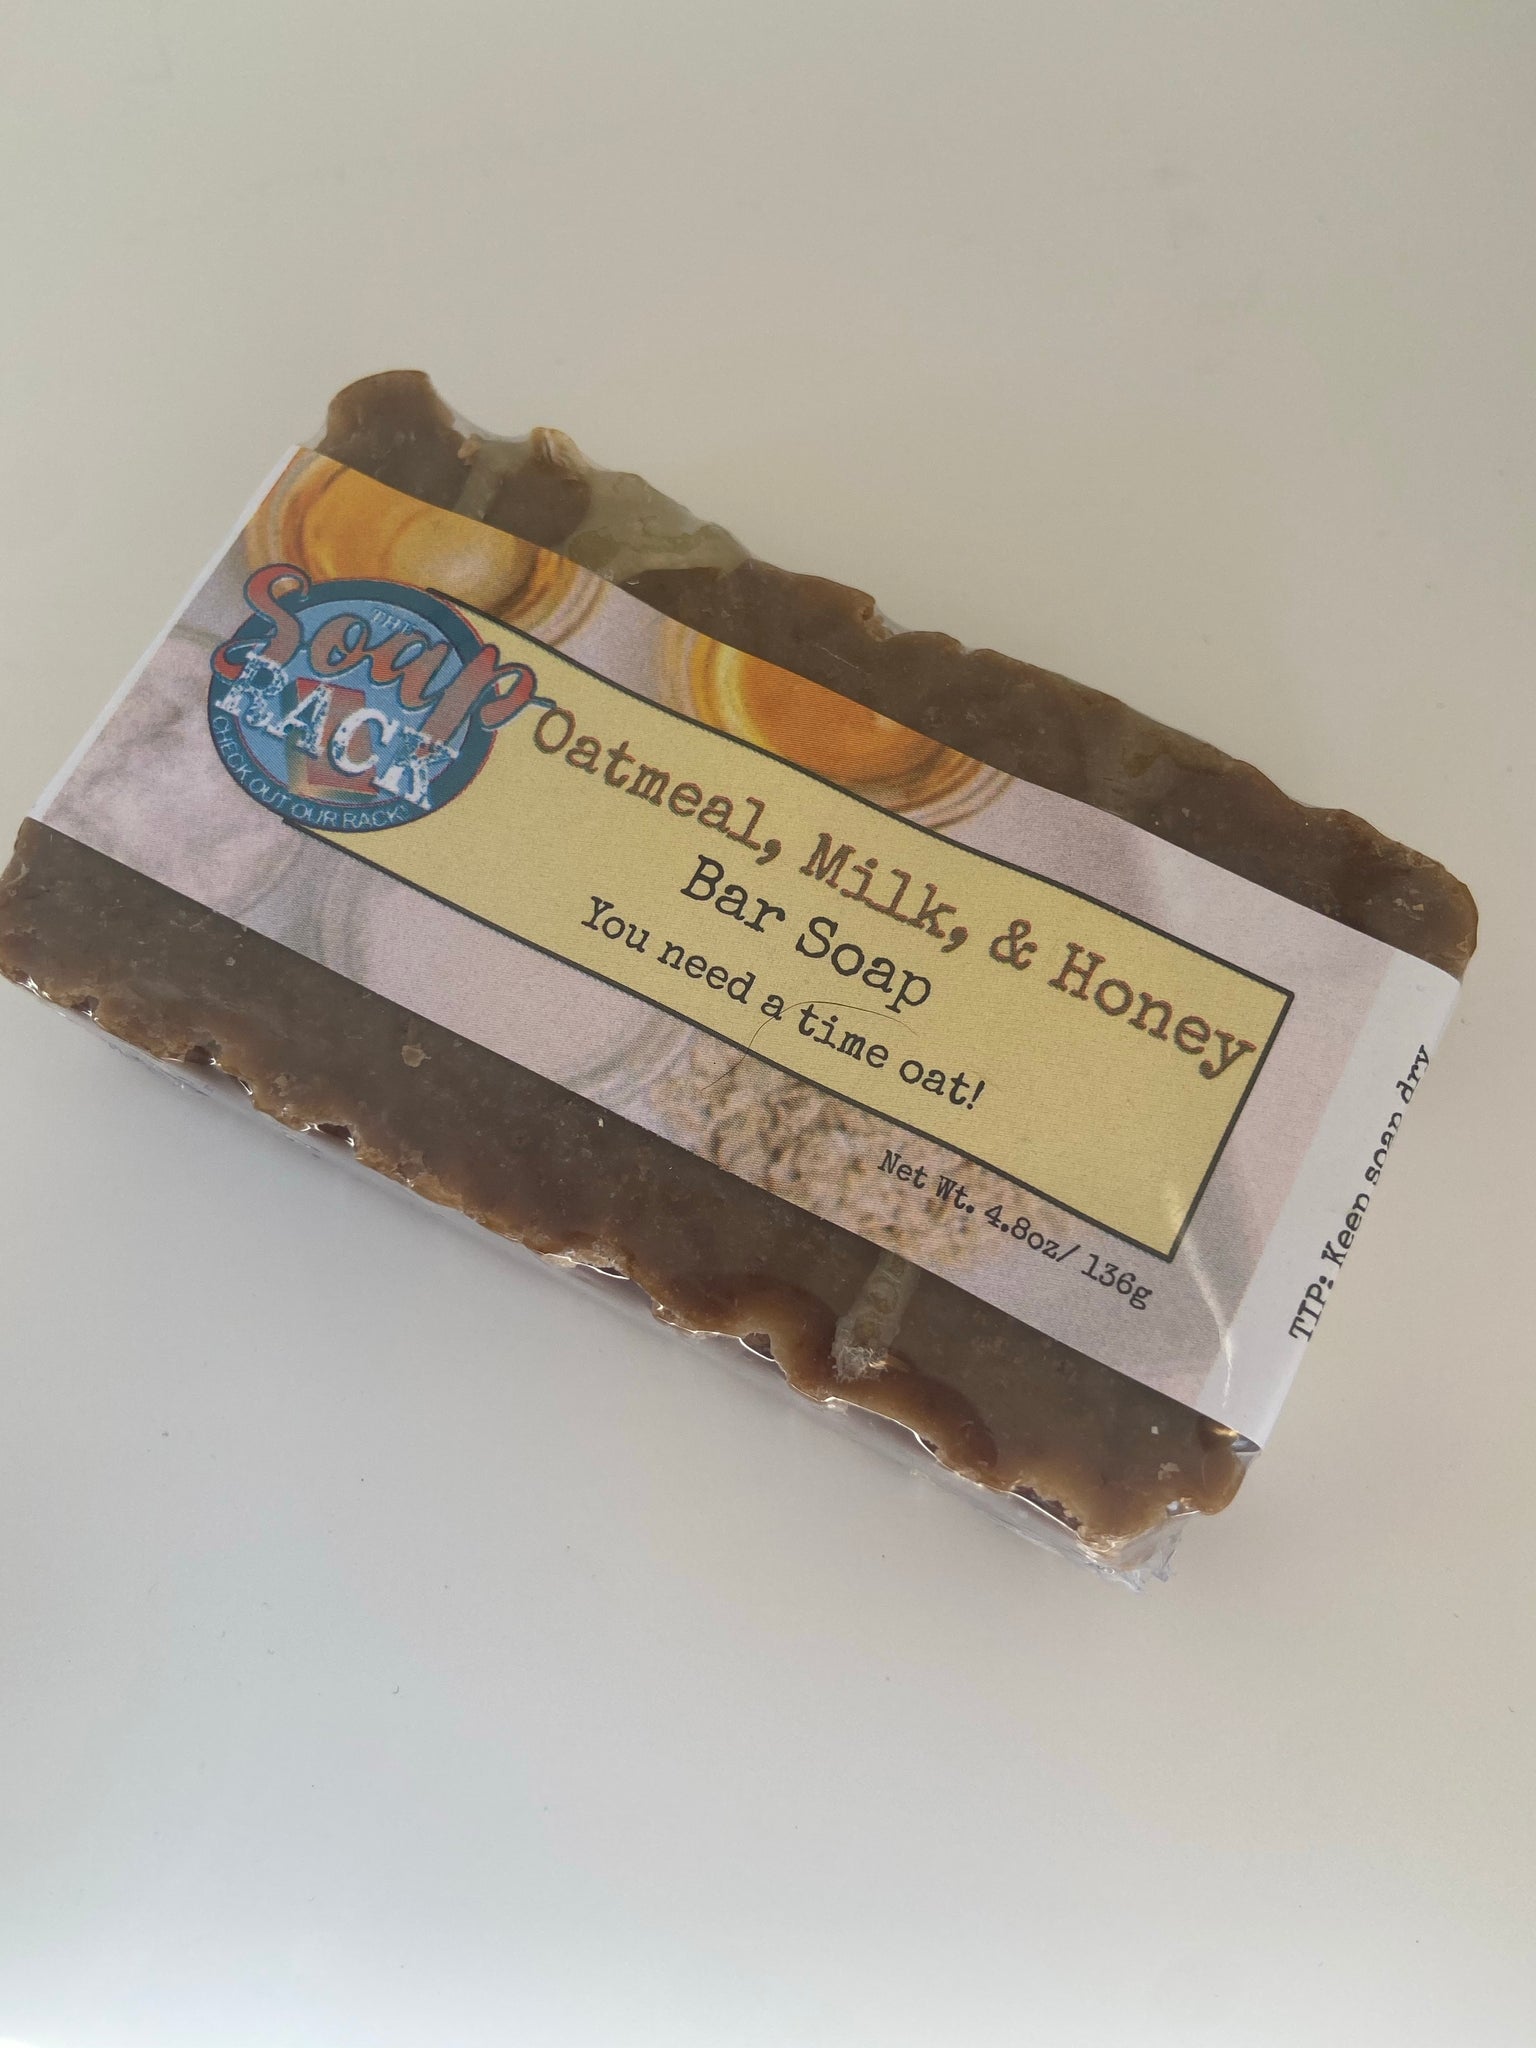 THE
Soap
RACK
CHECK OUT OUR RACK
Oatmeal, Milk, & Honey
Bar Soap
You need a time oat!
Net Wt. 4.8oz/ 136g
TIP: Keep soap dry